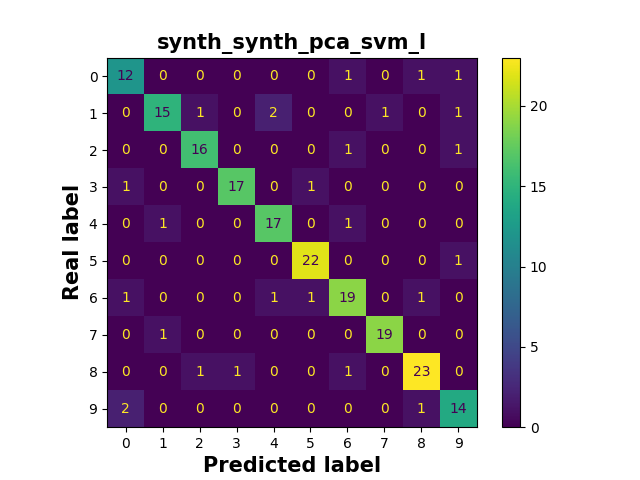 synth_synth_pca_svm_l
0 12 0 0 0 0 0 1 0 1 1
1 0 15 1 0 2 0 0 1 0 1
2 0 0 16 0 0 0 1 0 0 1
3 1 0 0 17 0 1 0 0 0 0
4 0 1 0 0 17 0 1 0 0 0
5 0 0 0 0 0 22 0 0 0 1
6 1 0 0 0 1 1 19 0 1 0
7 0 1 0 0 0 0 0 19 0 0
8 0 0 1 1 0 0 1 0 23 0
9 2 0 0 0 0 0 0 0 1 14
0 1 2 3 4 5 6 7 8 9
Real label
Predicted label
20
15
10
5
0